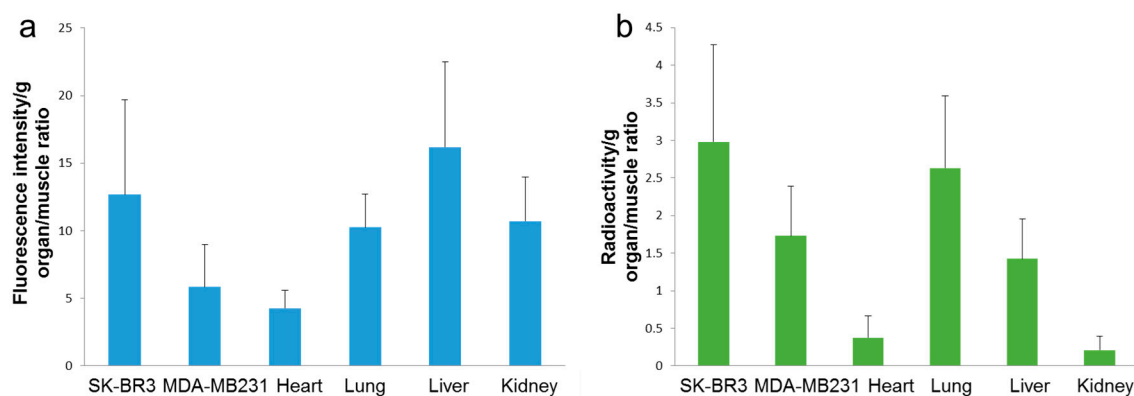 a
Fluorescence intensity/g
organ/muscle ratio
25
20
15
10
5
0
SK-BR3 MDA-MB231 Heart Lung Liver Kidney
b
Radioactivity/g
organ/muscle ratio
4.5
4
3.5
3
2.5
2
1.5
1
0.5
0
SK-BR3 MDA-MB231 Heart Lung Liver Kidney